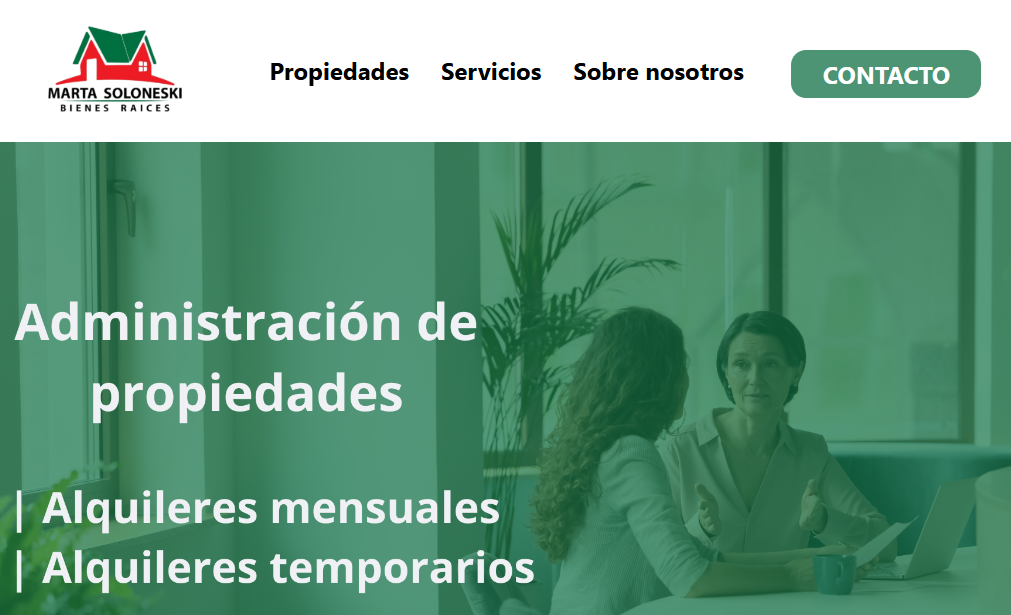 MARTA SOLONESKI
BIENES RAICES
Propiedades
Servicios
Sobre nosotros
CONTACTO
Administración de
propiedades
| Alquileres mensuales
| Alquileres temporarios